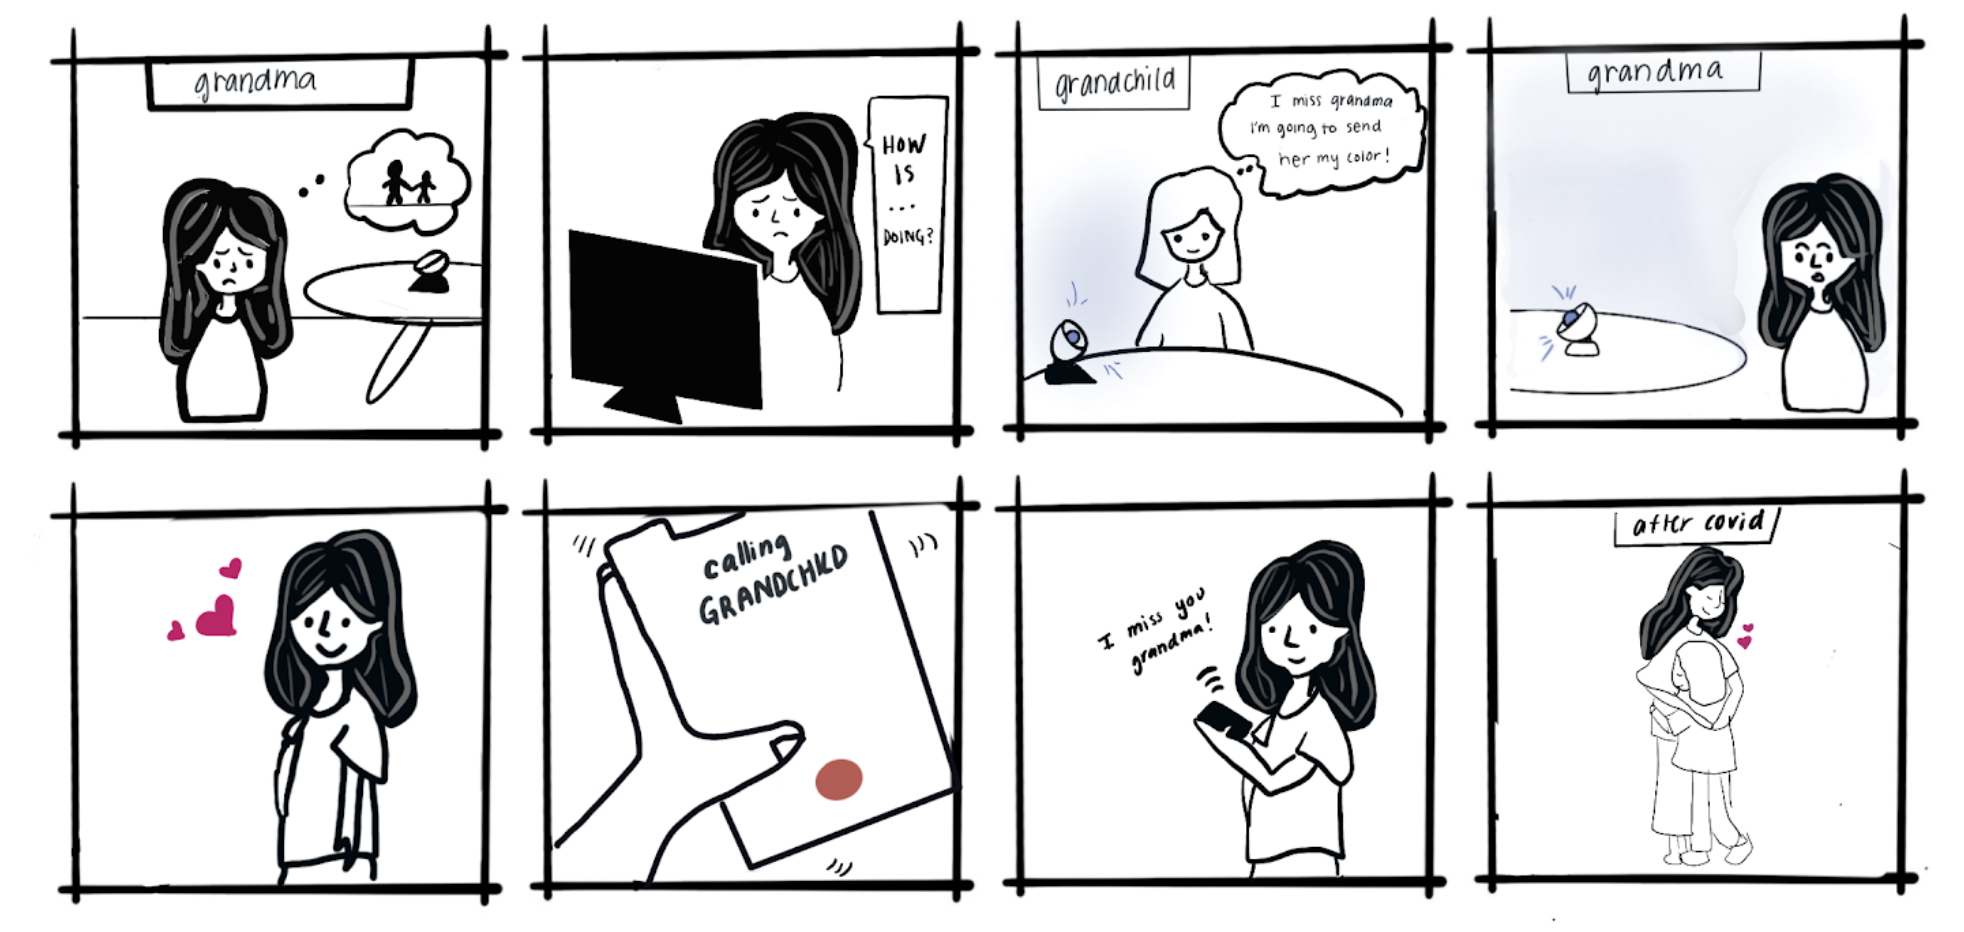 grandma
HOW
IS
...
DOING?
grandchild
I miss grandma
I'm going to send
her my color!
grandma
calling
GRANDCHILD
I miss you
grandma!
after covid